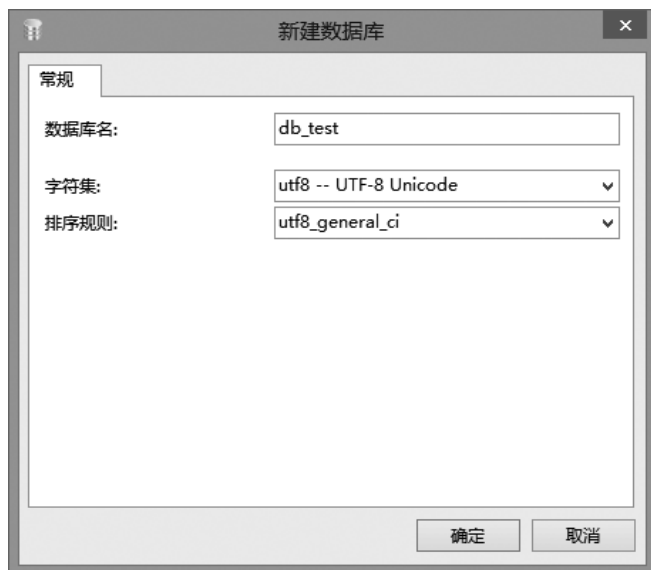 新建数据库
常规
数据库名: db_test
字符集: utf8 -- UTF-8 Unicode
排序规则: utf8_general_ci
确定 取消